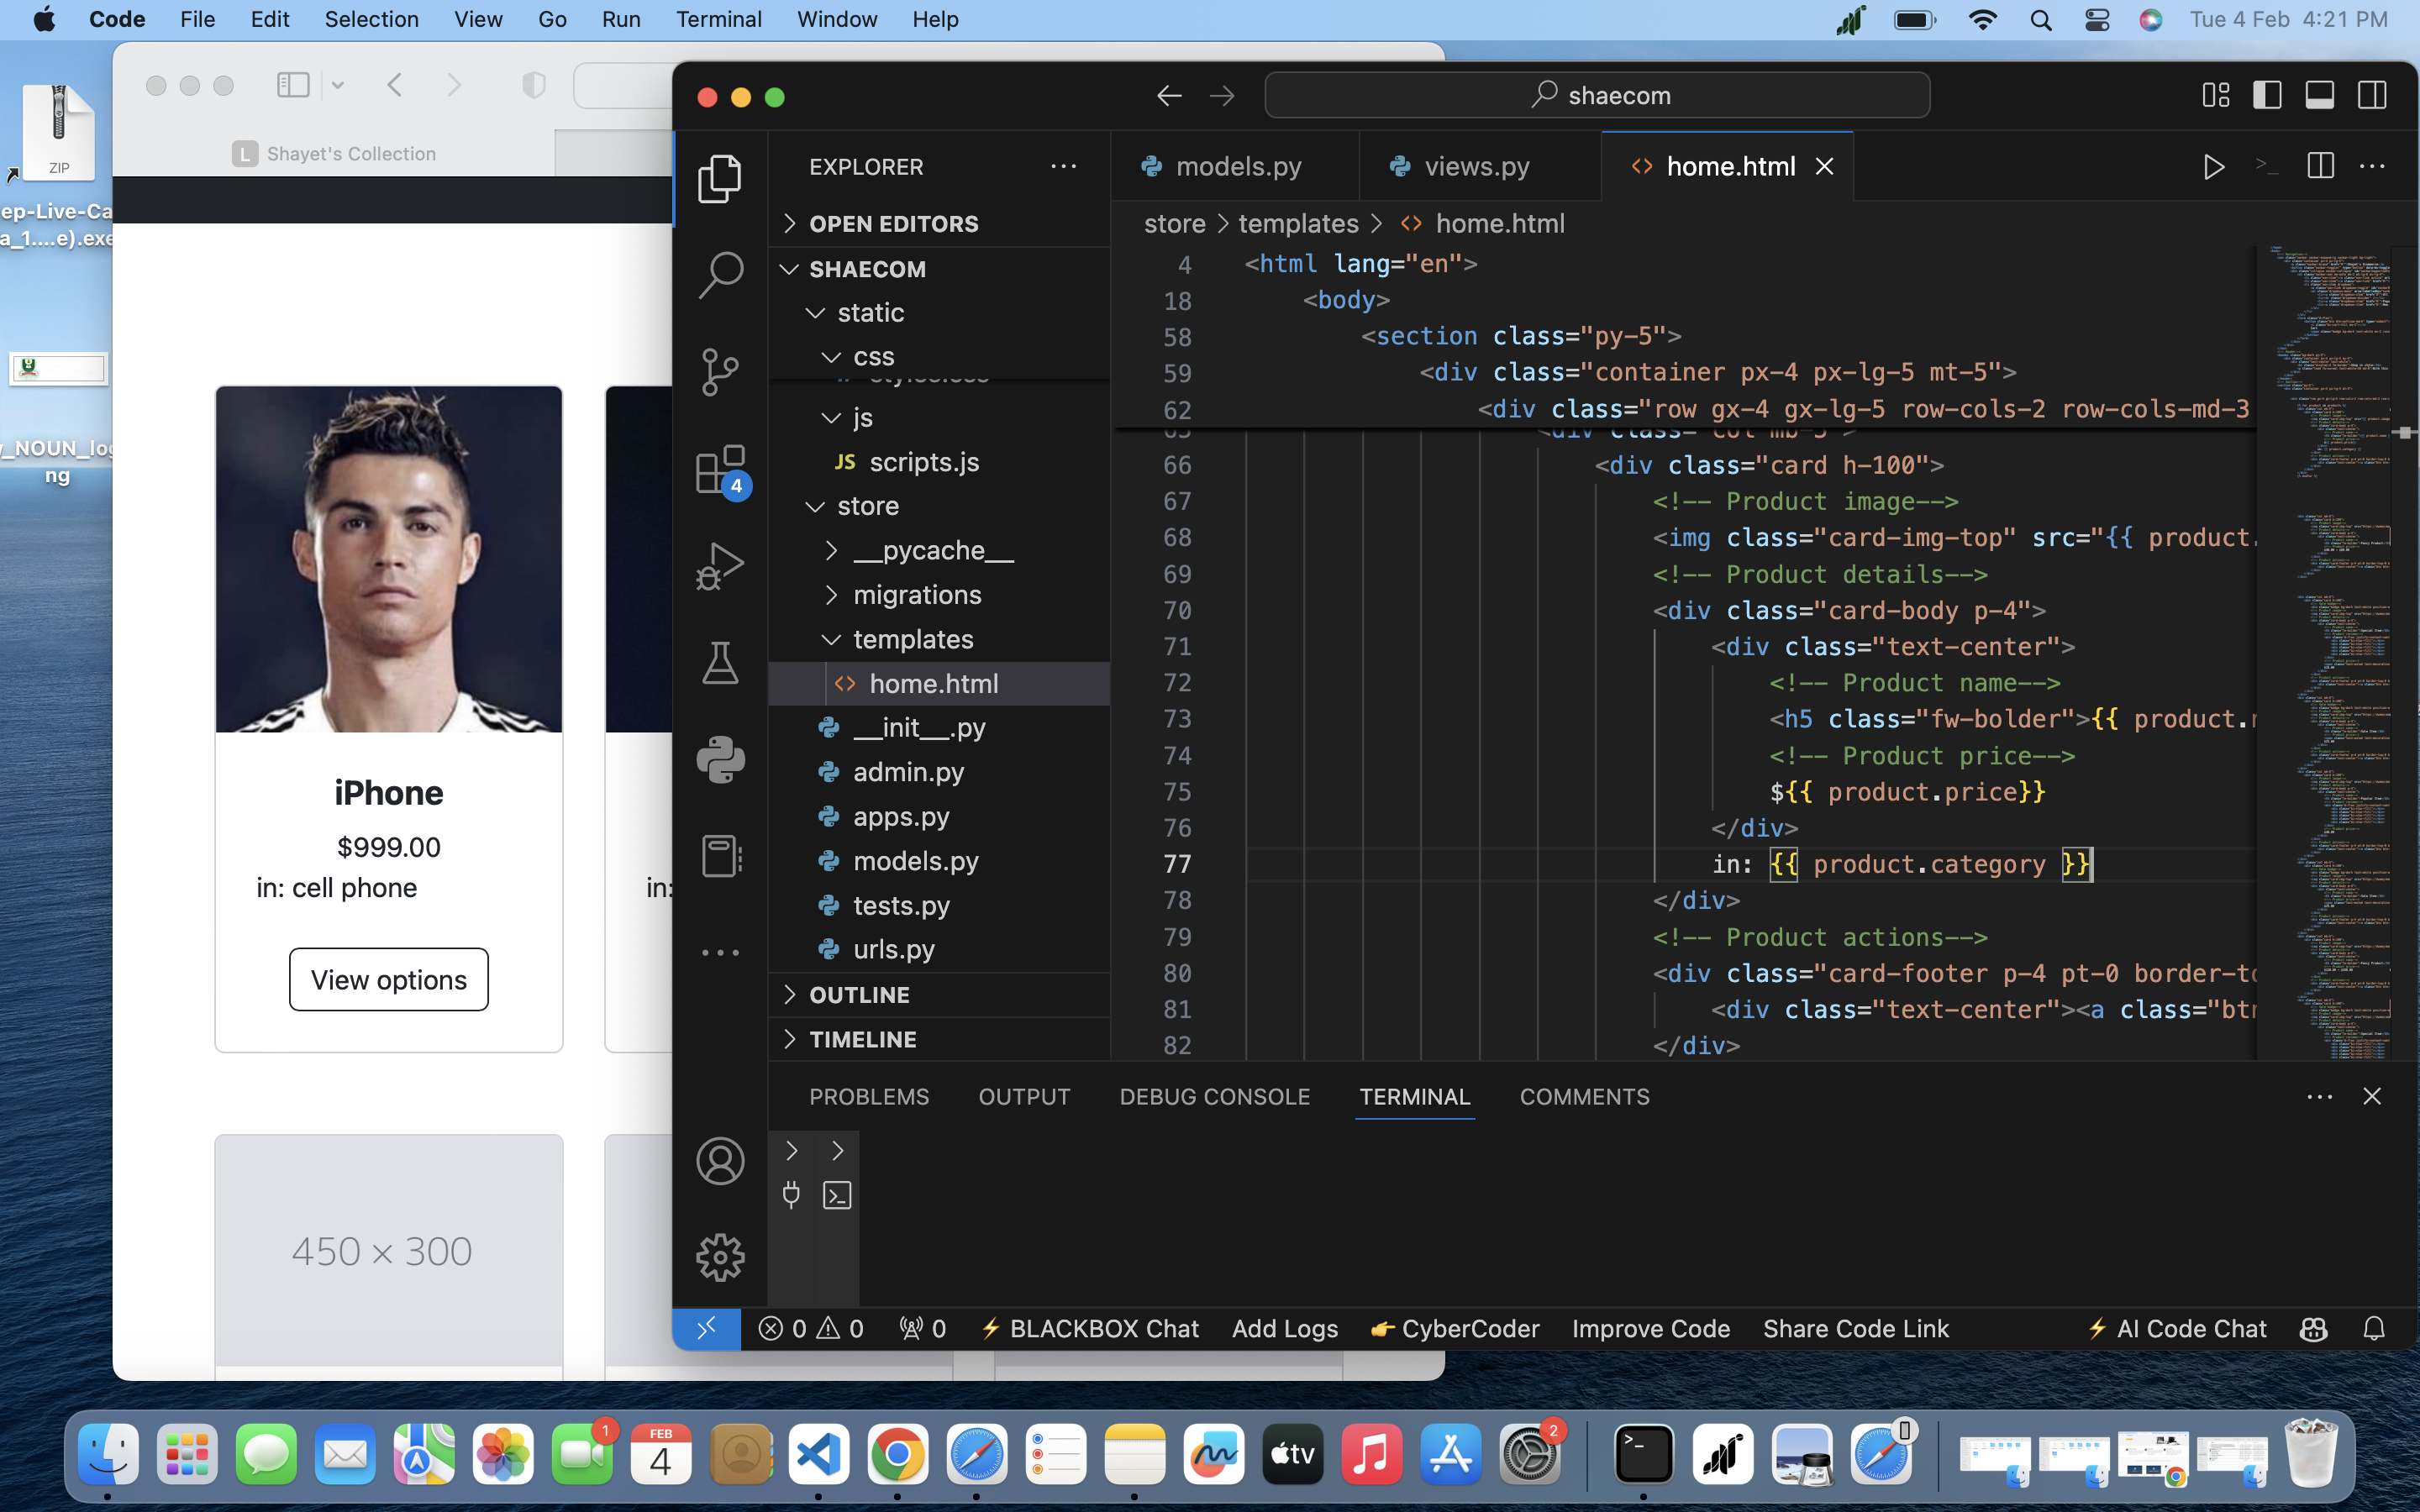 Code File Edit Selection View Go Run Terminal Window Help
Tue 4 Feb 4:21 PM
ZIP
ep-Live-Ca
a_1....e).exe
_NOUN_log
ng
L Shayet's Collection
iPhone
$999.00
in: cell phone
View options
in:
450 × 300
shaecom
EXPLORER
OPEN EDITORS
SHAECOM
static
css
styles.css
js
JS scripts.js
store
__pycache__
migrations
templates
home.html
__init__.py
admin.py
apps.py
models.py
tests.py
urls.py
OUTLINE
TIMELINE
4
models.py views.py home.html
store > templates > home.html
4 <html lang="en">
18 <body>
58 <section class="py-5">
59 <div class="container px-4 px-lg-5 mt-5">
62 <div class="row gx-4 gx-lg-5 row-cols-2 row-cols-md-3
65 <div class="col mb-5">
66 <div class="card h-100">
67 <!-- Product image-->
68 <img class="card-img-top" src="{{ product.
69 <!-- Product details-->
70 <div class="card-body p-4">
71 <div class="text-center">
72 <!-- Product name-->
73 <h5 class="fw-bolder">{{ product.
74 <!-- Product price-->
75 ${{ product.price}}
76 </div>
77 in: {{ product.category }}
78 </div>
79 <!-- Product actions-->
80 <div class="card-footer p-4 pt-0 border-to
81 <div class="text-center"><a class="btn
82 </div>
PROBLEMS OUTPUT DEBUG CONSOLE TERMINAL COMMENTS
0 0 0 BLACKBOX Chat Add Logs CyberCoder Improve Code Share Code Link AI Code Chat
1
FEB
4
tv
2